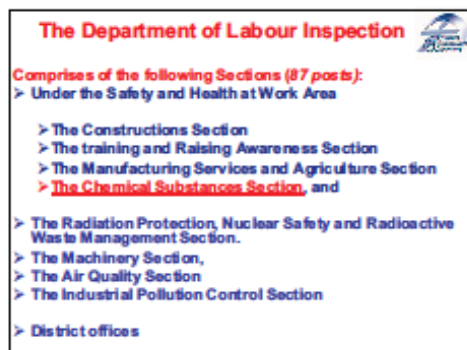 The Department of Labour Inspection
Comprises of the following Sections (87 posts):
➢ Under the Safety and Health at Work Area
➢ The Constructions Section
➢ The training and Raising Awareness Section
➢ The Manufacturing Services and Agriculture Section
➢ The Chemical Substances Section, and
➢ The Radiation Protection, Nuclear Safety and Radioactive
Waste Management Section.
➢ The Machinery Section,
➢ The Air Quality Section
➢ The Industrial Pollution Control Section
➢ District offices